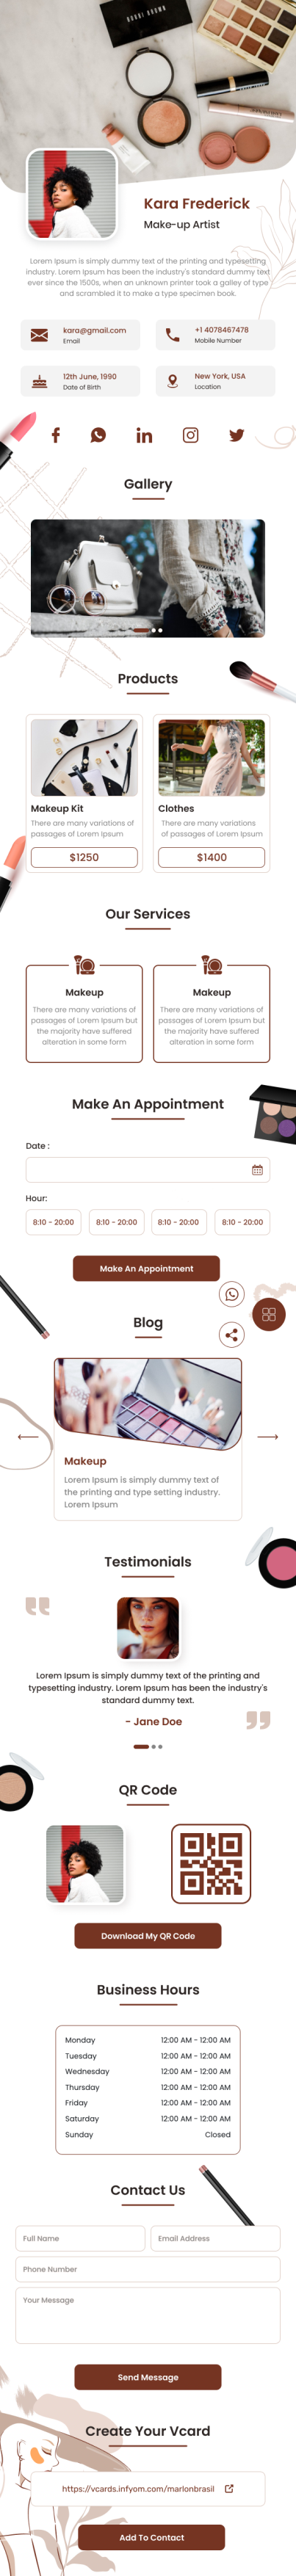 BOBBI BROWN
Kara Frederick
Make-up Artist
Lorem Ipsum is simply dummy text of the printing and typesetting
industry. Lorem Ipsum has been the industry's standard dummy text
ever since the 1500s, when an unknown printer took a galley of type
and scrambled it to make a type specimen book.
kara@gmail.com
Email
+1 4078467478
Mobile Number
12th June, 1990
Date of Birth
New York, USA
Location
Gallery
Products
Makeup Kit
There are many variations of
passages of Lorem Ipsum
$1250
Clothes
There are many variations
of passages of Lorem Ipsum
$1400
Our Services
Makeup
There are many variations of
passages of Lorem Ipsum but
the majority have suffered
alteration in some form
Makeup
There are many variations of
passages of Lorem Ipsum but
the majority have suffered
alteration in some form
Make An Appointment
Date :
Hour:
8:10 - 20:00
8:10 - 20:00
8:10 - 20:00
8:10 - 20:00
Make An Appointment
Blog
Makeup
Lorem Ipsum is simply dummy text of
the printing and type setting industry.
Lorem Ipsum
Testimonials
Lorem Ipsum is simply dummy text of the printing and
typesetting industry. Lorem Ipsum has been the industry's
standard dummy text.
- Jane Doe
QR Code
Download My QR Code
Business Hours
Monday 12:00 AM - 12:00 AM
Tuesday 12:00 AM - 12:00 AM
Wednesday 12:00 AM - 12:00 AM
Thursday 12:00 AM - 12:00 AM
Friday 12:00 AM - 12:00 AM
Saturday 12:00 AM - 12:00 AM
Sunday Closed
Contact Us
Full Name
Email Address
Phone Number
Your Message
Send Message
Create Your Vcard
https://vcards.infyom.com/marlonbrasil
Add To Contact